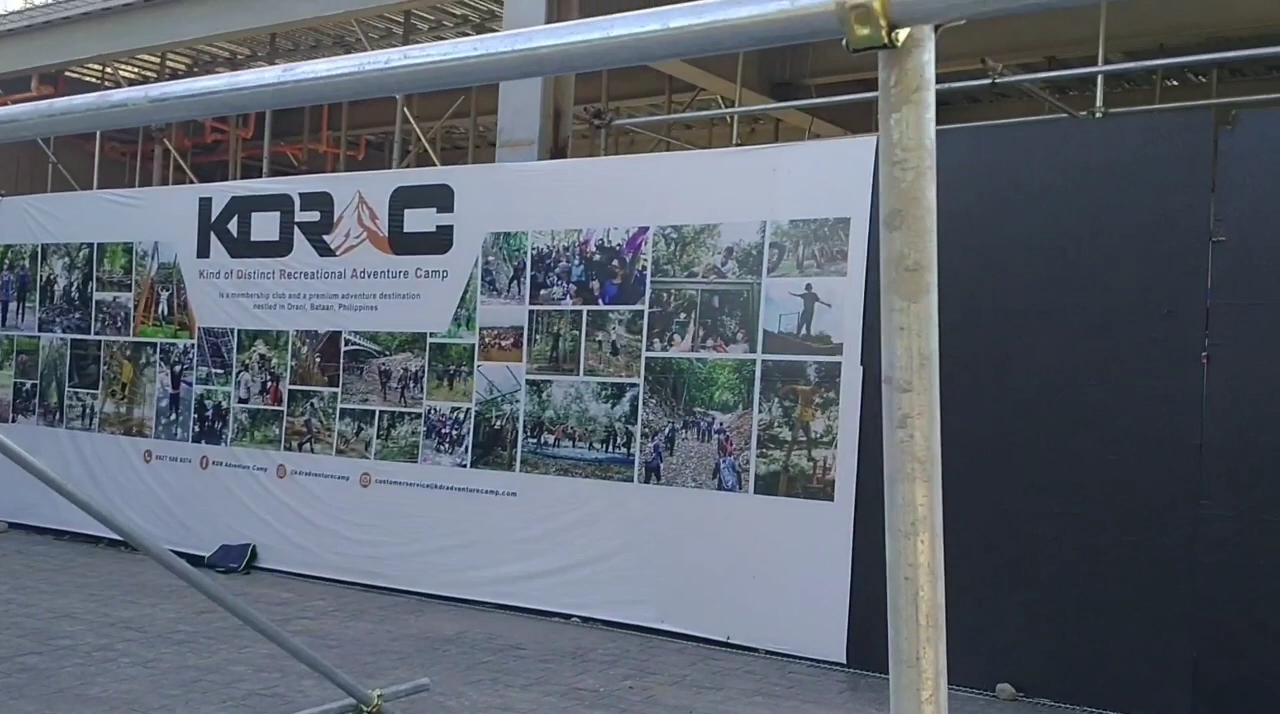 KDRAC
Kind of Distinct Recreational Adventure Camp
Is a membership club and a premium adventure destination
nestled in Orani, Bataan, Philippines
KDR Adventure Camp
@kdradventurecamp
customerservice@kdradventurecamp.com